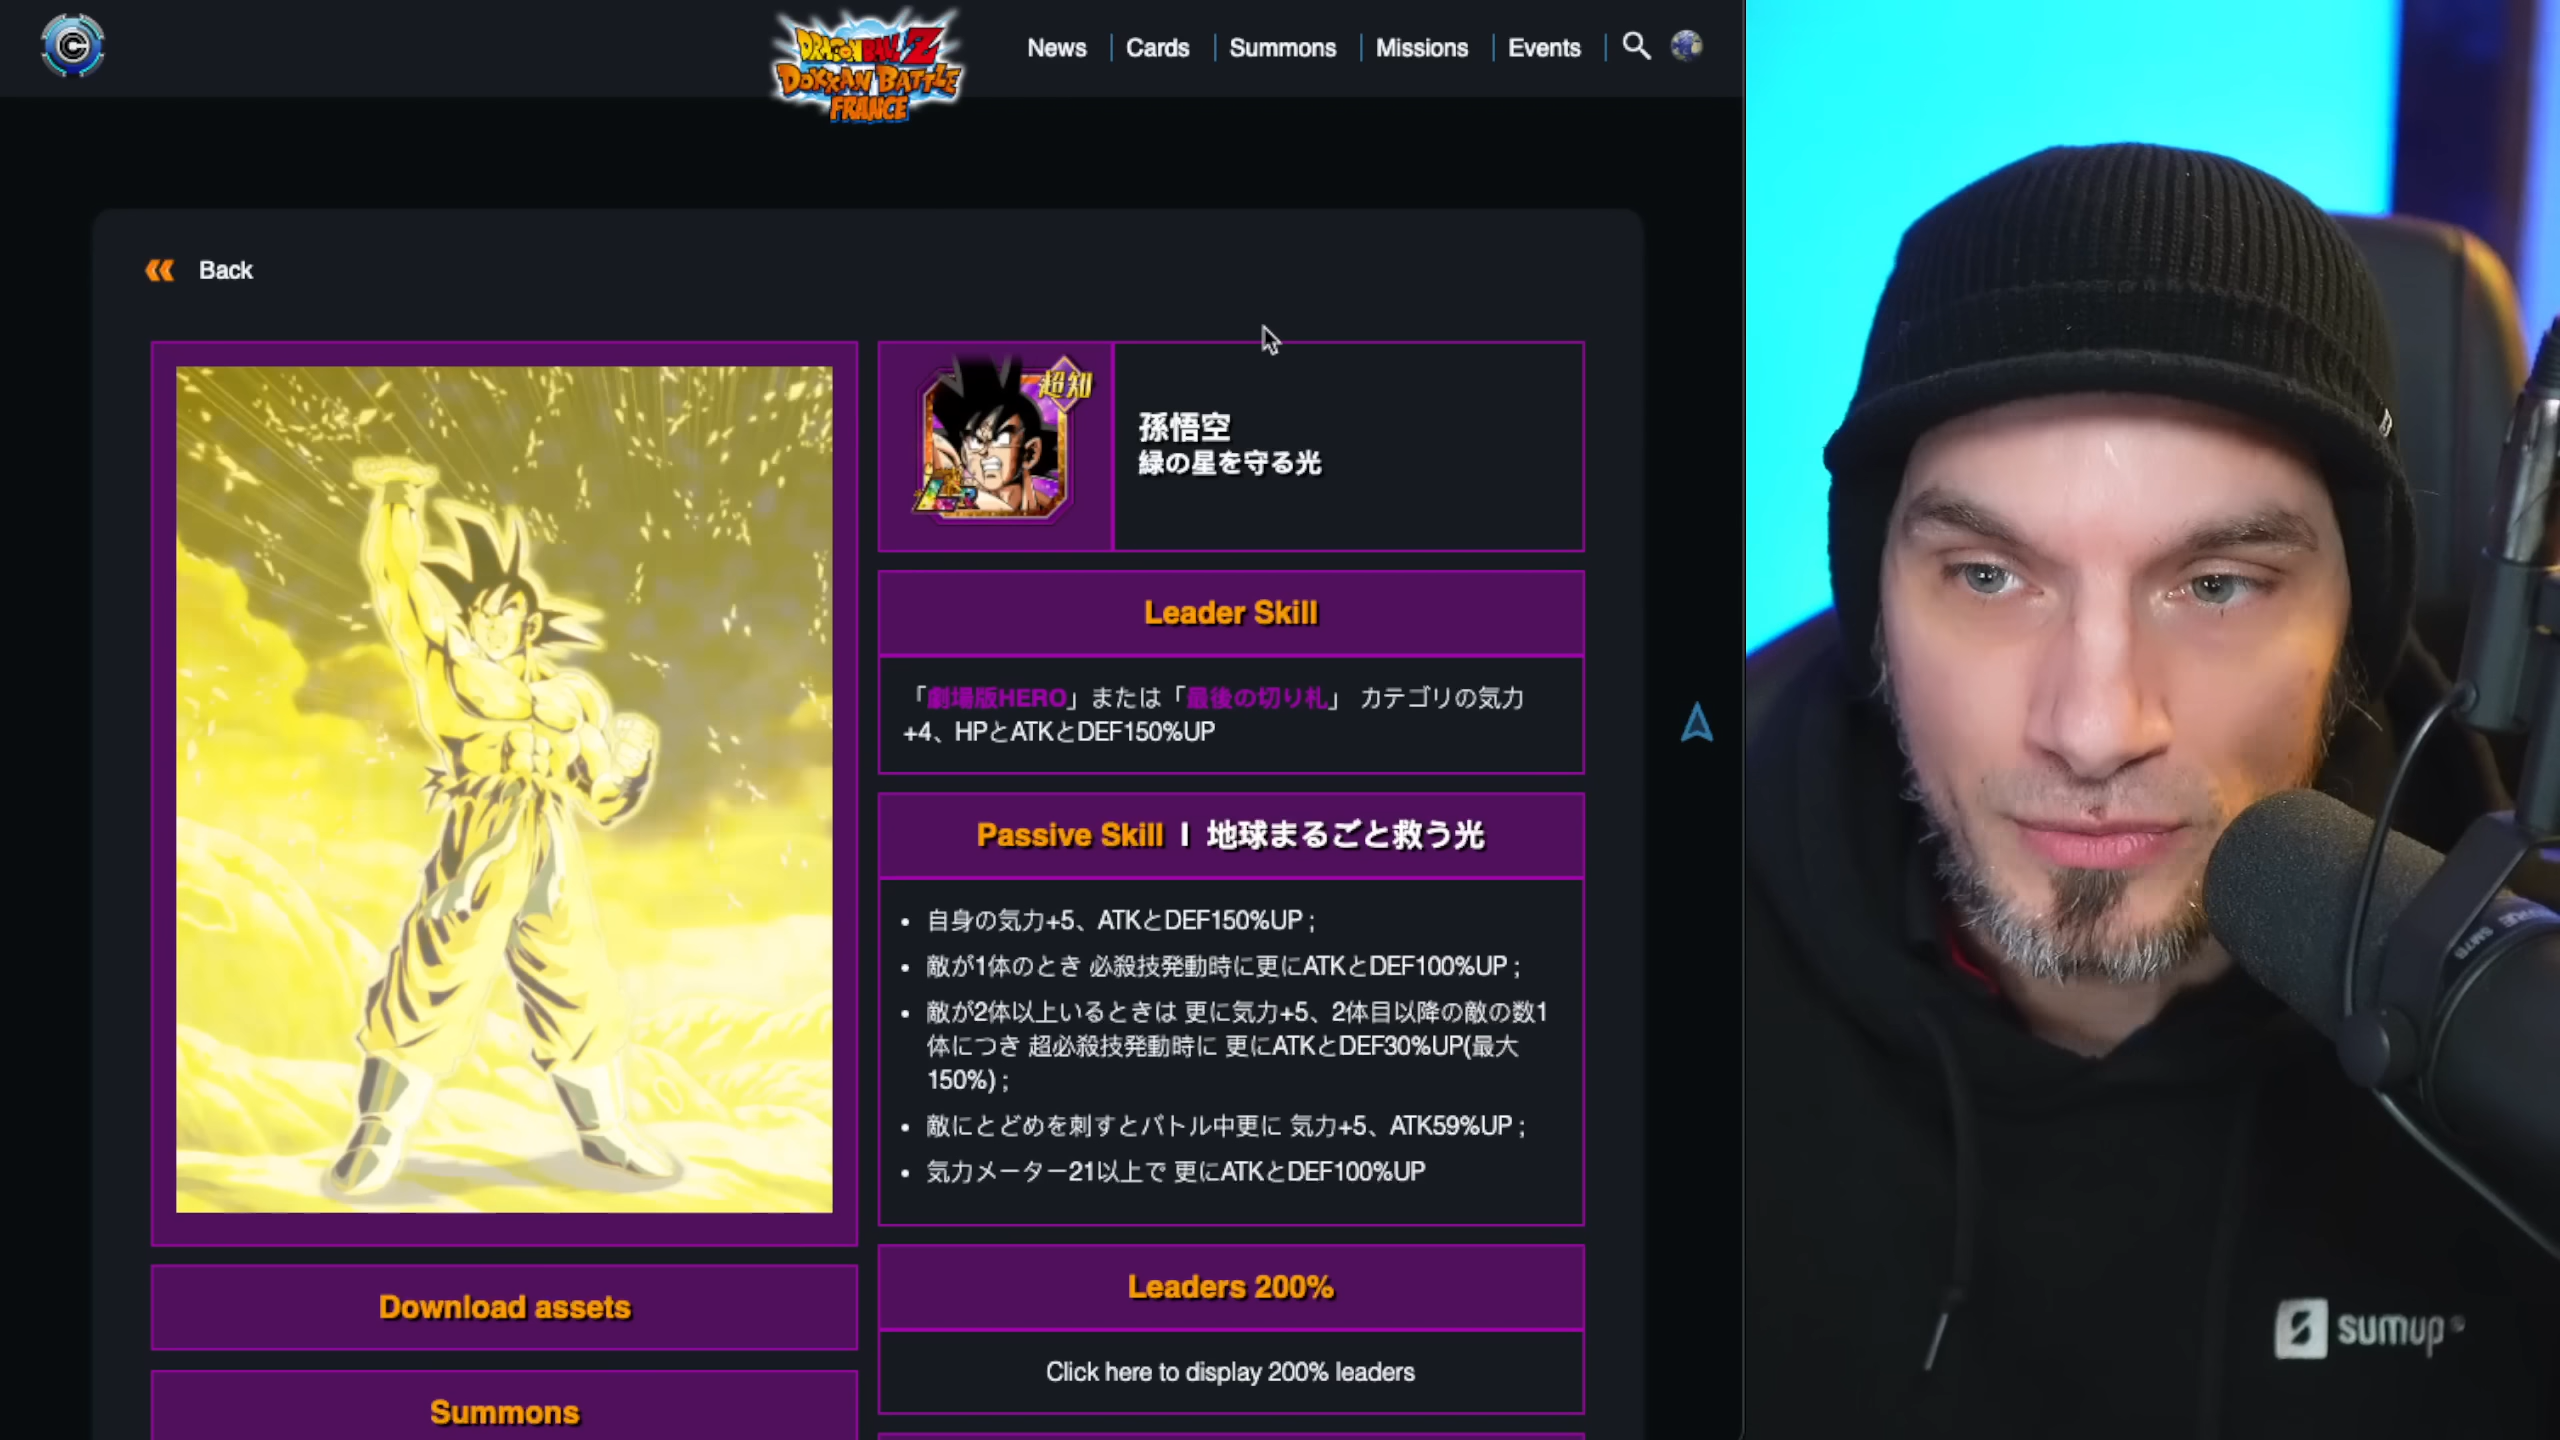 DRAGON BALL Z
DOKKAN BATTLE
FRANCE
News
Cards
Summons
Missions
Events
Back
超知
孫悟空
緑の星を守る光
Leader Skill
「劇場版HERO」または「最後の切り札」 カテゴリの気力
+4、HPとATKとDEF150%UP
Passive Skill I 地球まるごと救う光
• 自身の気力+5、ATKとDEF150%UP ;
• 敵が1体のとき 必殺技発動時に更にATKとDEF100%UP ;
• 敵が2体以上いるときは 更に気力+5、2体目以降の敵の数1
体につき 超必殺技発動時に 更にATKとDEF30%UP(最大
150%) ;
• 敵にとどめを刺すとバトル中更に 気力+5、ATK59%UP ;
• 気力メーター21以上で 更にATKとDEF100%UP
Leaders 200%
Click here to display 200% leaders
Download assets
Summons
sumup